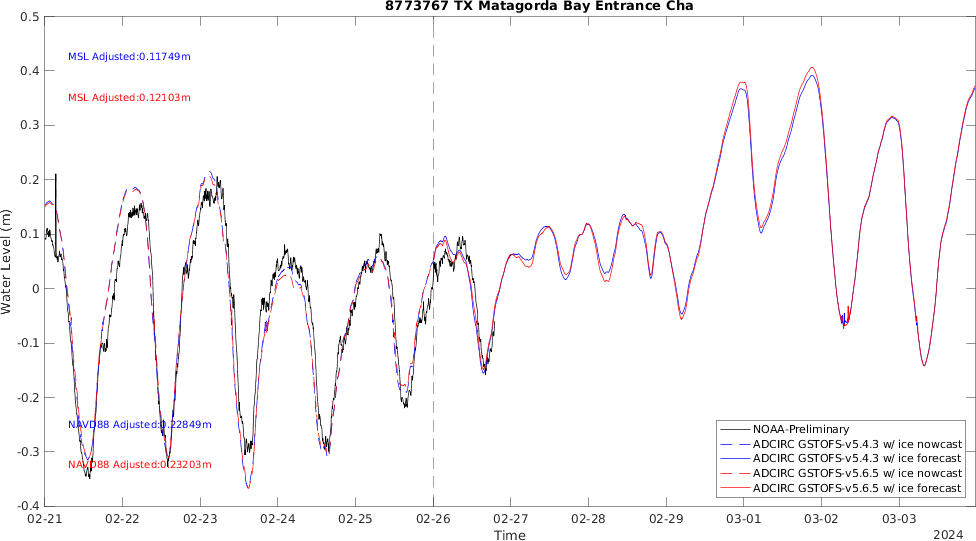 8773767 TX Matagorda Bay Entrance Cha
0.5
0.4
0.3
0.2
0.1
0
-0.1
-0.2
-0.3
-0.4
Water Level (m)
MSL Adjusted:0.11749m
MSL Adjusted:0.12103m
NAVD88 Adjusted:0.22849m
NAVD88 Adjusted:0.23203m
NOAA-Preliminary
ADCIRC GSTOFS-v5.4.3 w/ ice nowcast
ADCIRC GSTOFS-v5.4.3 w/ ice forecast
ADCIRC GSTOFS-v5.6.5 w/ ice nowcast
ADCIRC GSTOFS-v5.6.5 w/ ice forecast
02-21 02-22 02-23 02-24 02-25 02-26 02-27 02-28 02-29 03-01 03-02 03-03
Time
2024